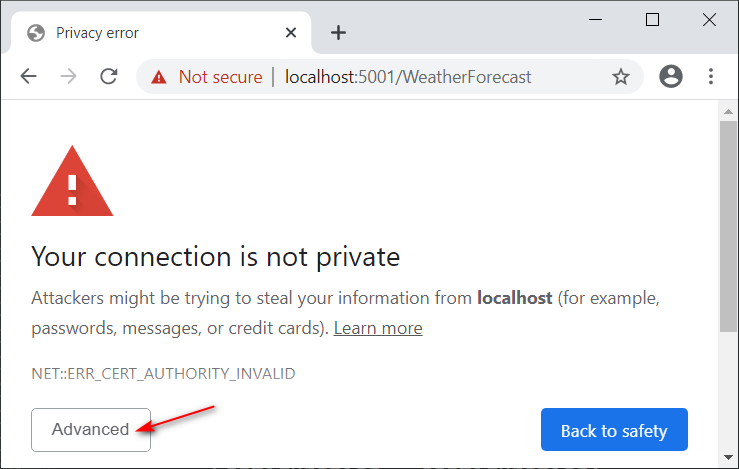 Privacy error
Not secure | localhost:5001/WeatherForecast
Your connection is not private
Attackers might be trying to steal your information from localhost (for example,
passwords, messages, or credit cards). Learn more
NET::ERR_CERT_AUTHORITY_INVALID
Advanced
Back to safety